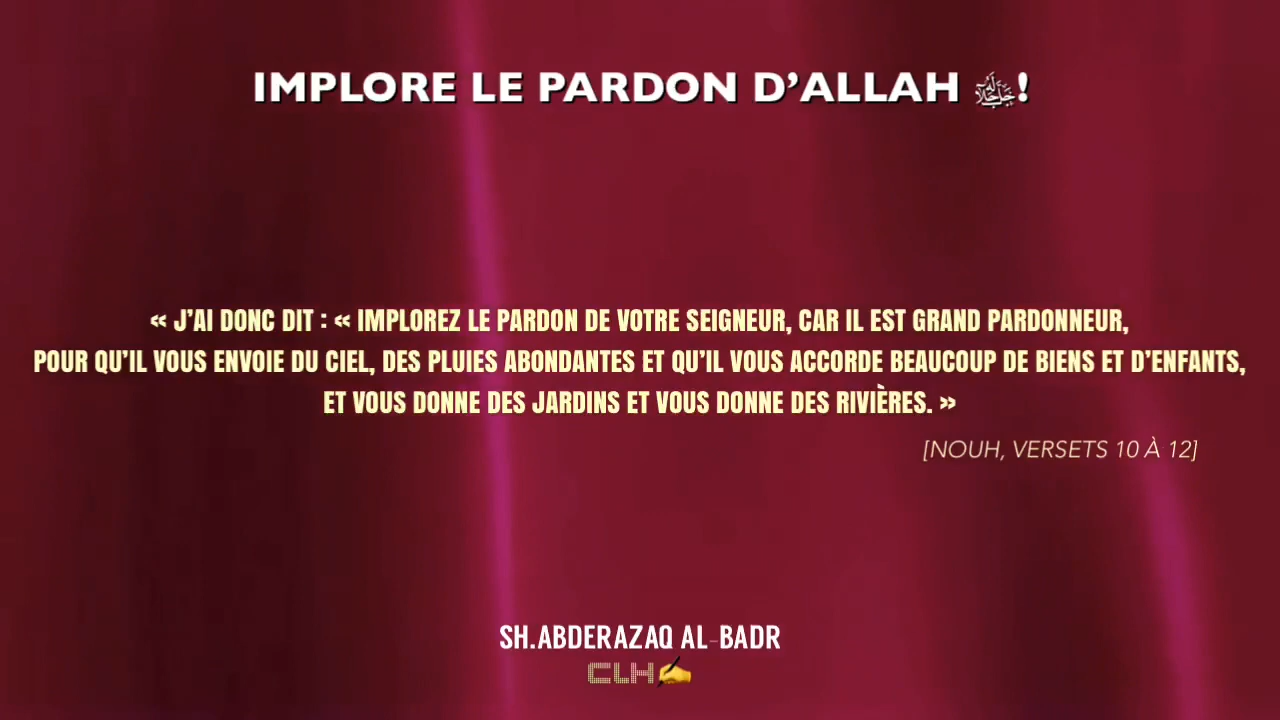 IMPLORE LE PARDON D’ALLAH ﷻ!
« J’AI DONC DIT : « IMPLOREZ LE PARDON DE VOTRE SEIGNEUR, CAR IL EST GRAND PARDONNEUR,
POUR QU’IL VOUS ENVOIE DU CIEL, DES PLUIES ABONDANTES ET QU’IL VOUS ACCORDE BEAUCOUP DE BIENS ET D’ENFANTS,
ET VOUS DONNE DES JARDINS ET VOUS DONNE DES RIVIÈRES. »
[NOUH, VERSETS 10 À 12]
SH.ABDERAZAQ AL-BADR
CLH✍️